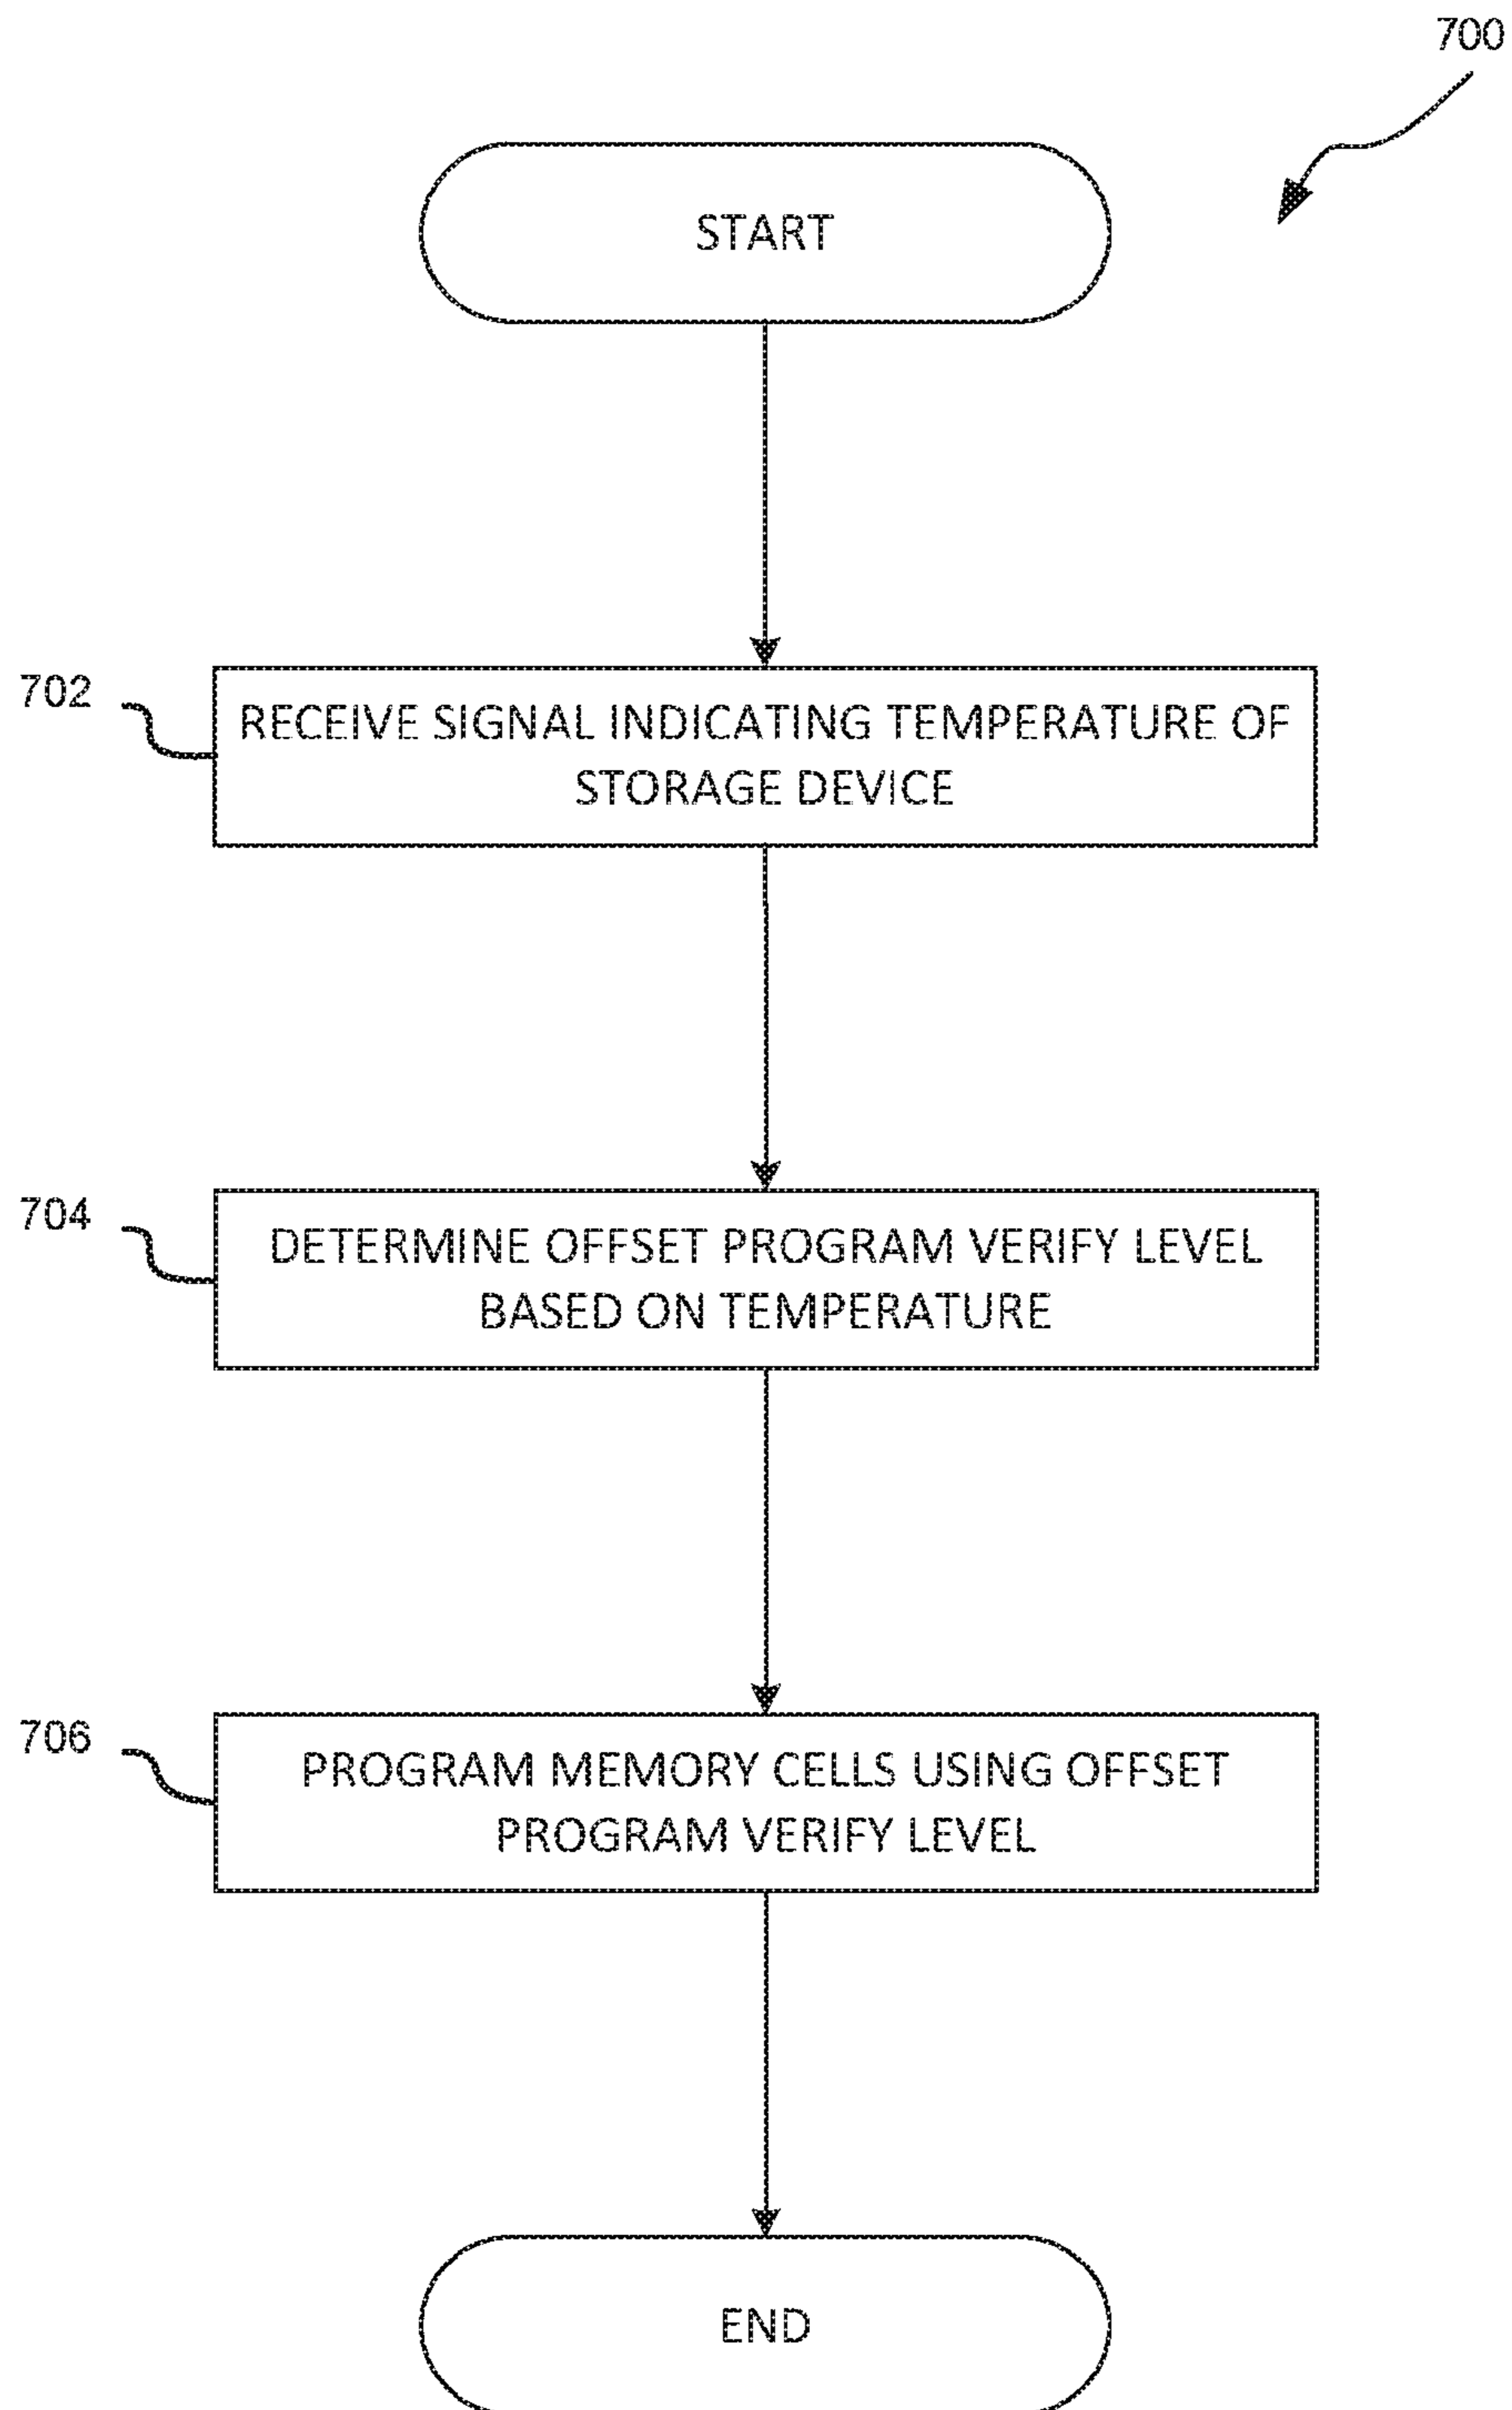 700
START
702
RECEIVE SIGNAL INDICATING TEMPERATURE OF
STORAGE DEVICE
704
DETERMINE OFFSET PROGRAM VERIFY LEVEL
BASED ON TEMPERATURE
706
PROGRAM MEMORY CELLS USING OFFSET
PROGRAM VERIFY LEVEL
END